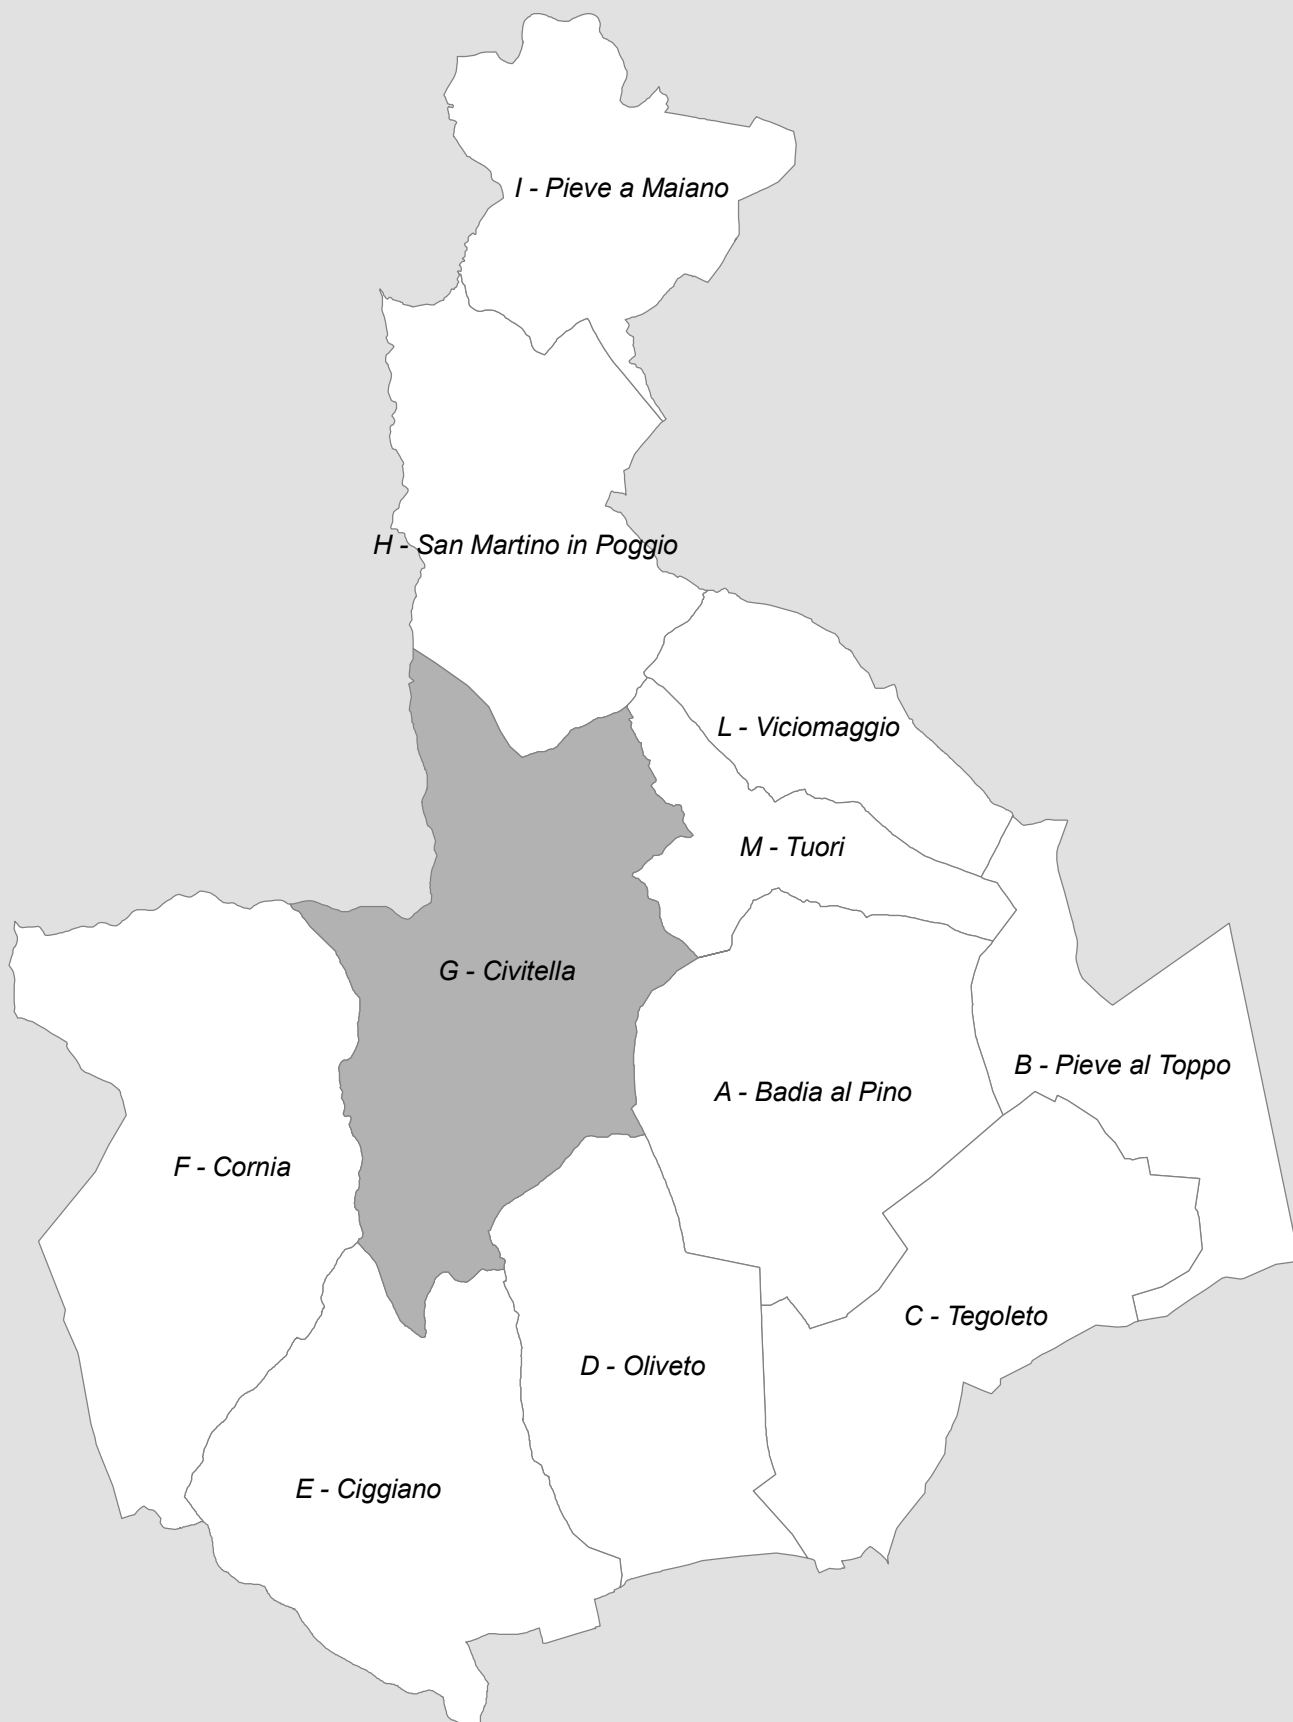 I - Pieve a Maiano
H - San Martino in Poggio
L - Viciomaggio
M - Tuori
G - Civitella
B - Pieve al Toppo
A - Badia al Pino
F - Cornia
C - Tegoleto
D - Oliveto
E - Ciggiano